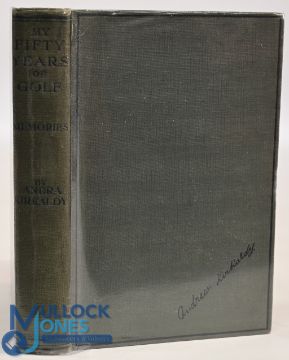 MY
FIFTY
YEARS
OF
GOLF
MEMORIES
BY
ANDRA
KIRKALDY
Andrew Kirkaldy
MULLOCK
JONES